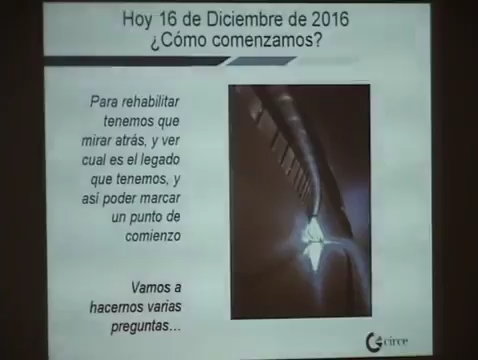 Hoy 16 de Diciembre de 2016
¿Cómo comenzamos?
Para rehabilitar
tenemos que
mirar atrás, y ver
cual es el legado
que tenemos, y
así poder marcar
un punto de
comienzo
Vamos a
hacernos varias
preguntas...
circe